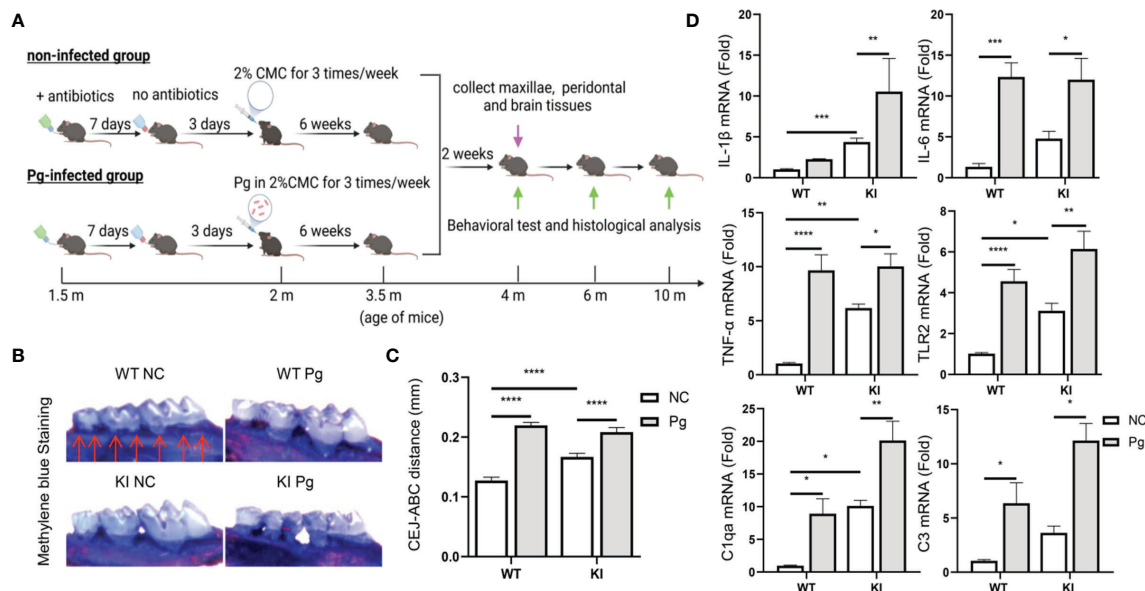 A
non-infected group
2% CMC for 3 times/week
+ antibiotics
no antibiotics
7 days
3 days
6 weeks
collect maxillae, peridontal
and brain tissues
2 weeks
Pg-infected group
Pg in 2%CMC for 3 times/week
7 days
3 days
6 weeks
Behavioral test and histological analysis
1.5 m
2 m
3.5 m
4 m
6 m
10 m
(age of mice)
B
WT NC
WT Pg
KI NC
KI Pg
Methylene blue Staining
C
CEJ-ABC distance (mm)
0.3
0.2
0.1
0.0
****
****
****
WT
KI
NC
Pg
D
IL-1β mRNA (Fold)
20
15
10
5
0
***
**
WT
KI
IL-6 mRNA (Fold)
20
15
10
5
0
***
*
WT
KI
TNF-α mRNA (Fold)
15
10
5
0
**
****
*
WT
KI
TLR2 mRNA (Fold)
10
8
6
4
2
0
*
****
**
WT
KI
C1qa mRNA (Fold)
25
20
15
10
5
0
*
*
**
WT
KI
C3 mRNA (Fold)
15
10
5
0
*
*
WT
KI
NC
Pg